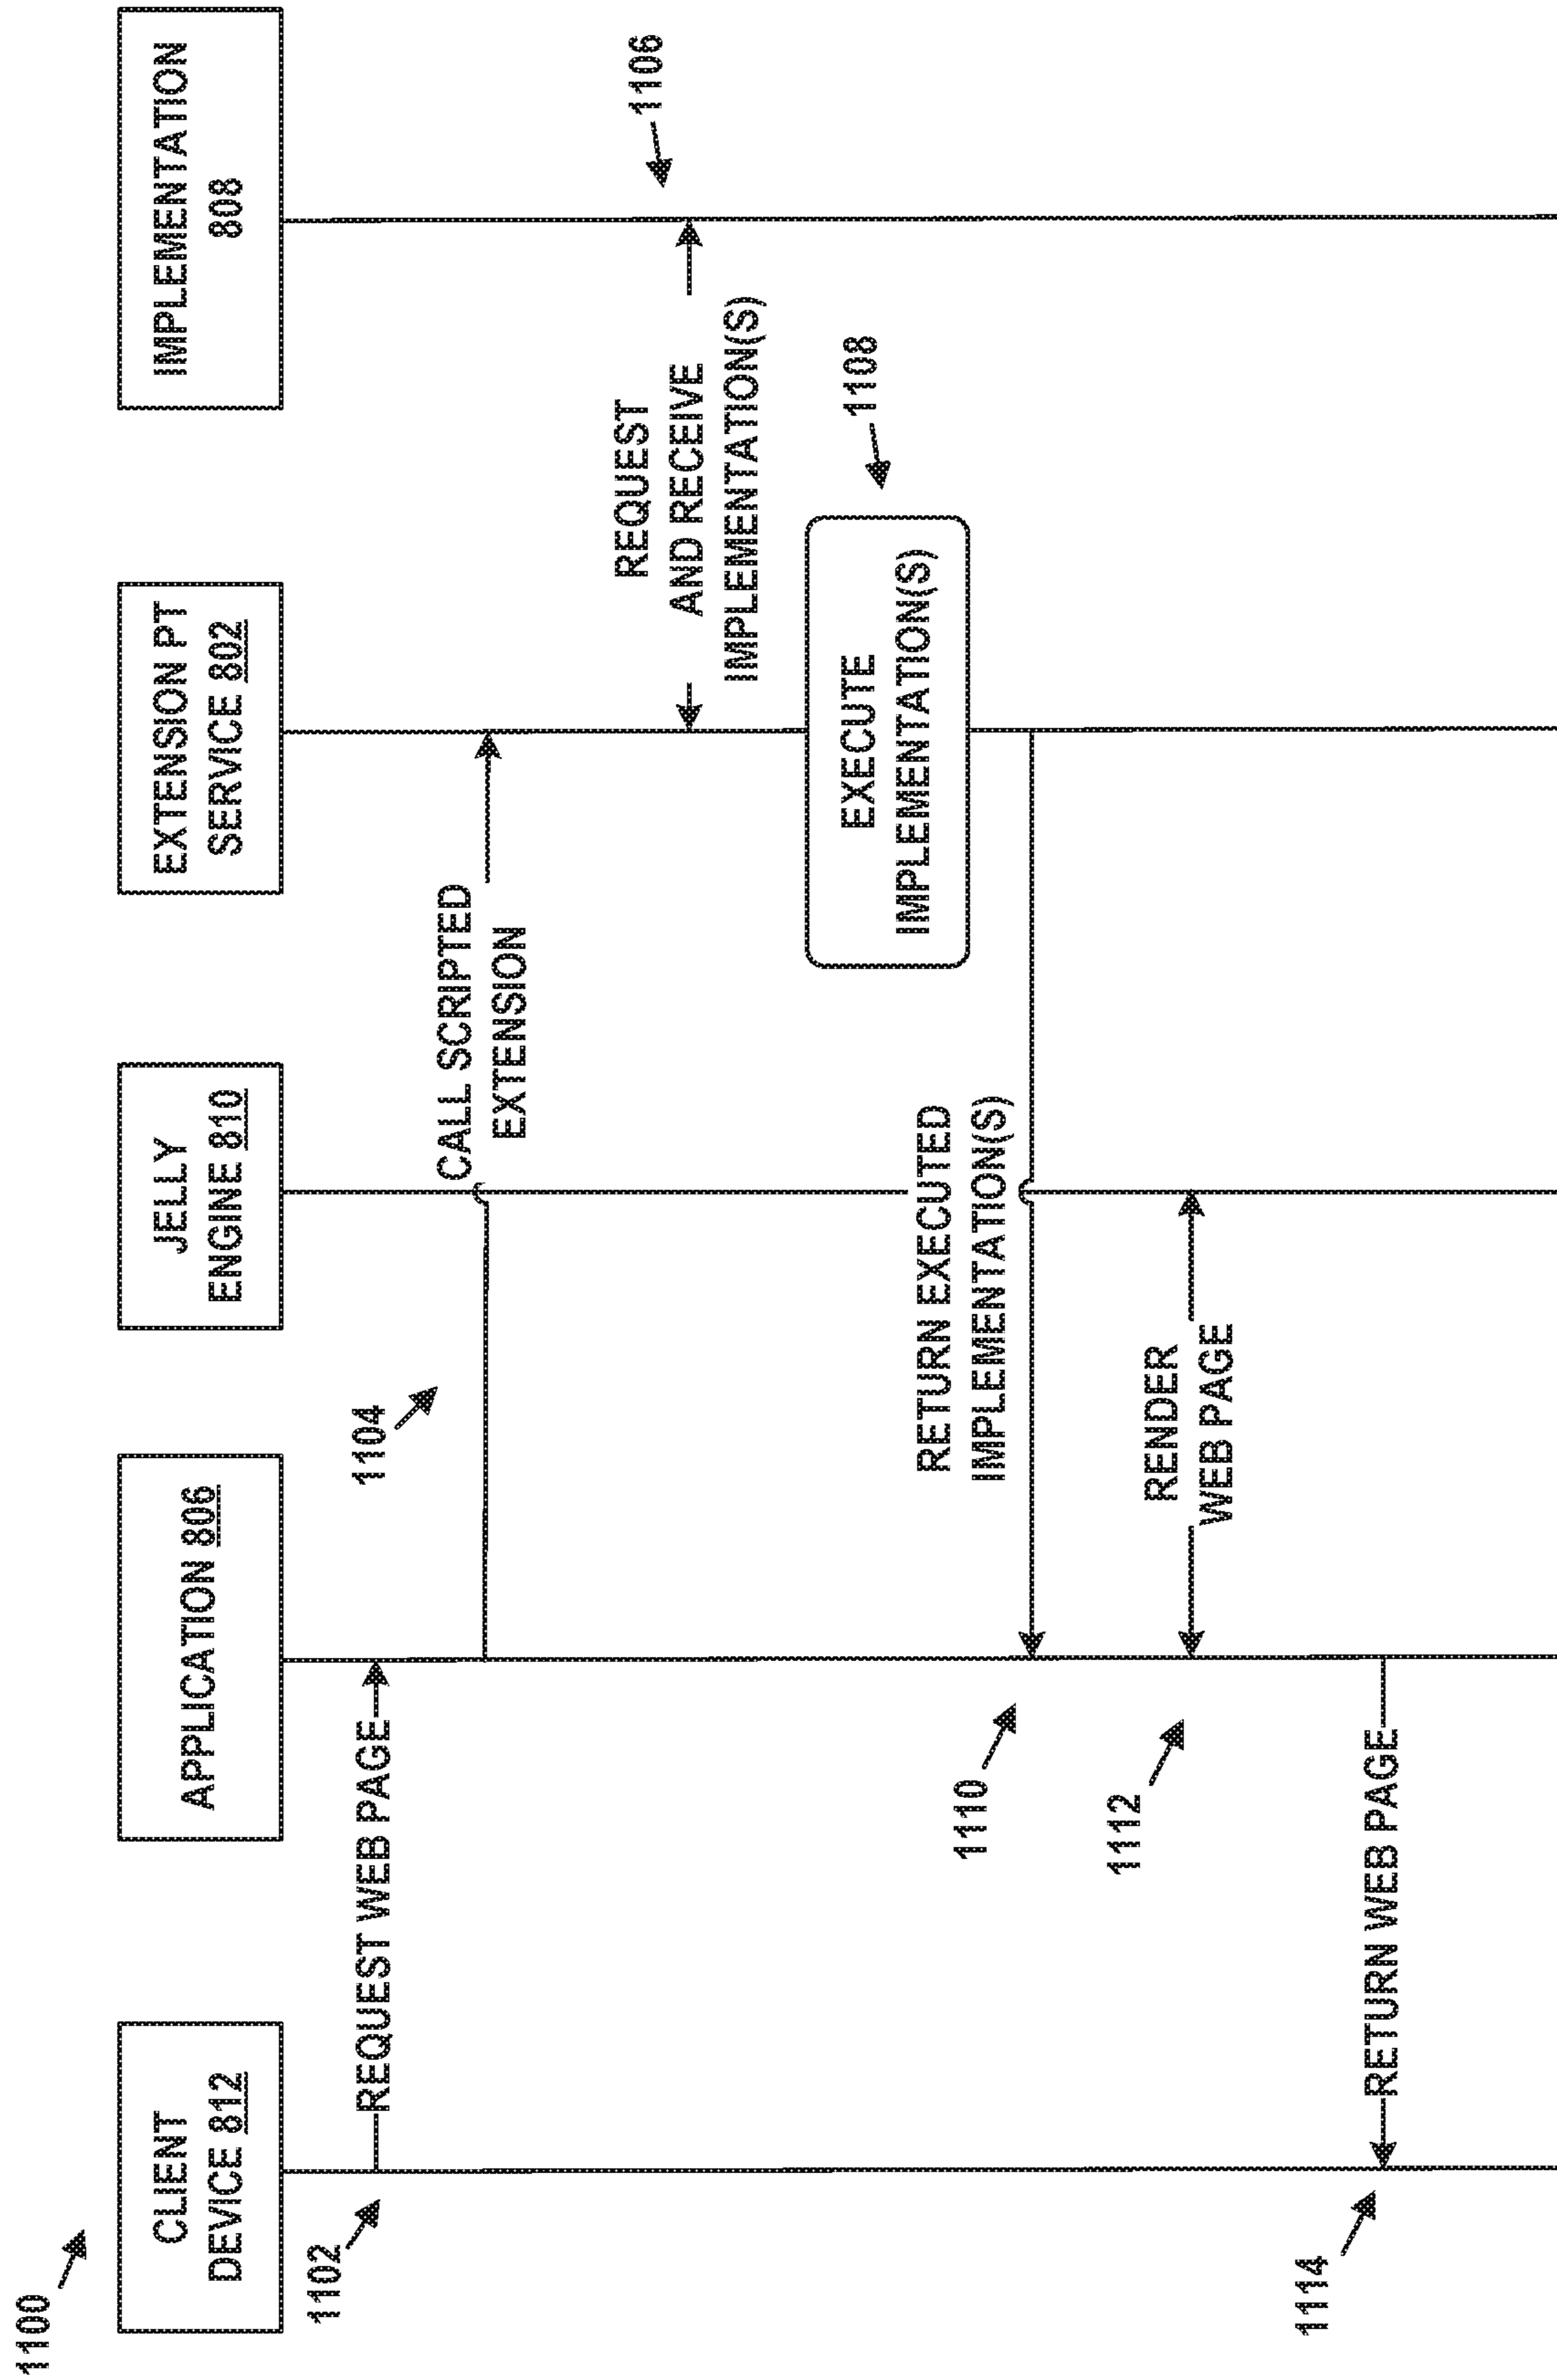 1100
CLIENT
DEVICE 812
APPLICATION 806
JELLY
ENGINE 810
EXTENSION PT
SERVICE 802
IMPLEMENTATION
808
1102
REQUEST WEB PAGE
1104
CALL SCRIPTED
EXTENSION
REQUEST
AND RECEIVE
IMPLEMENTATION(S)
1106
EXECUTE
IMPLEMENTATION(S)
1108
1110
RETURN EXECUTED
IMPLEMENTATION(S)
1112
RENDER
WEB PAGE
1114
RETURN WEB PAGE